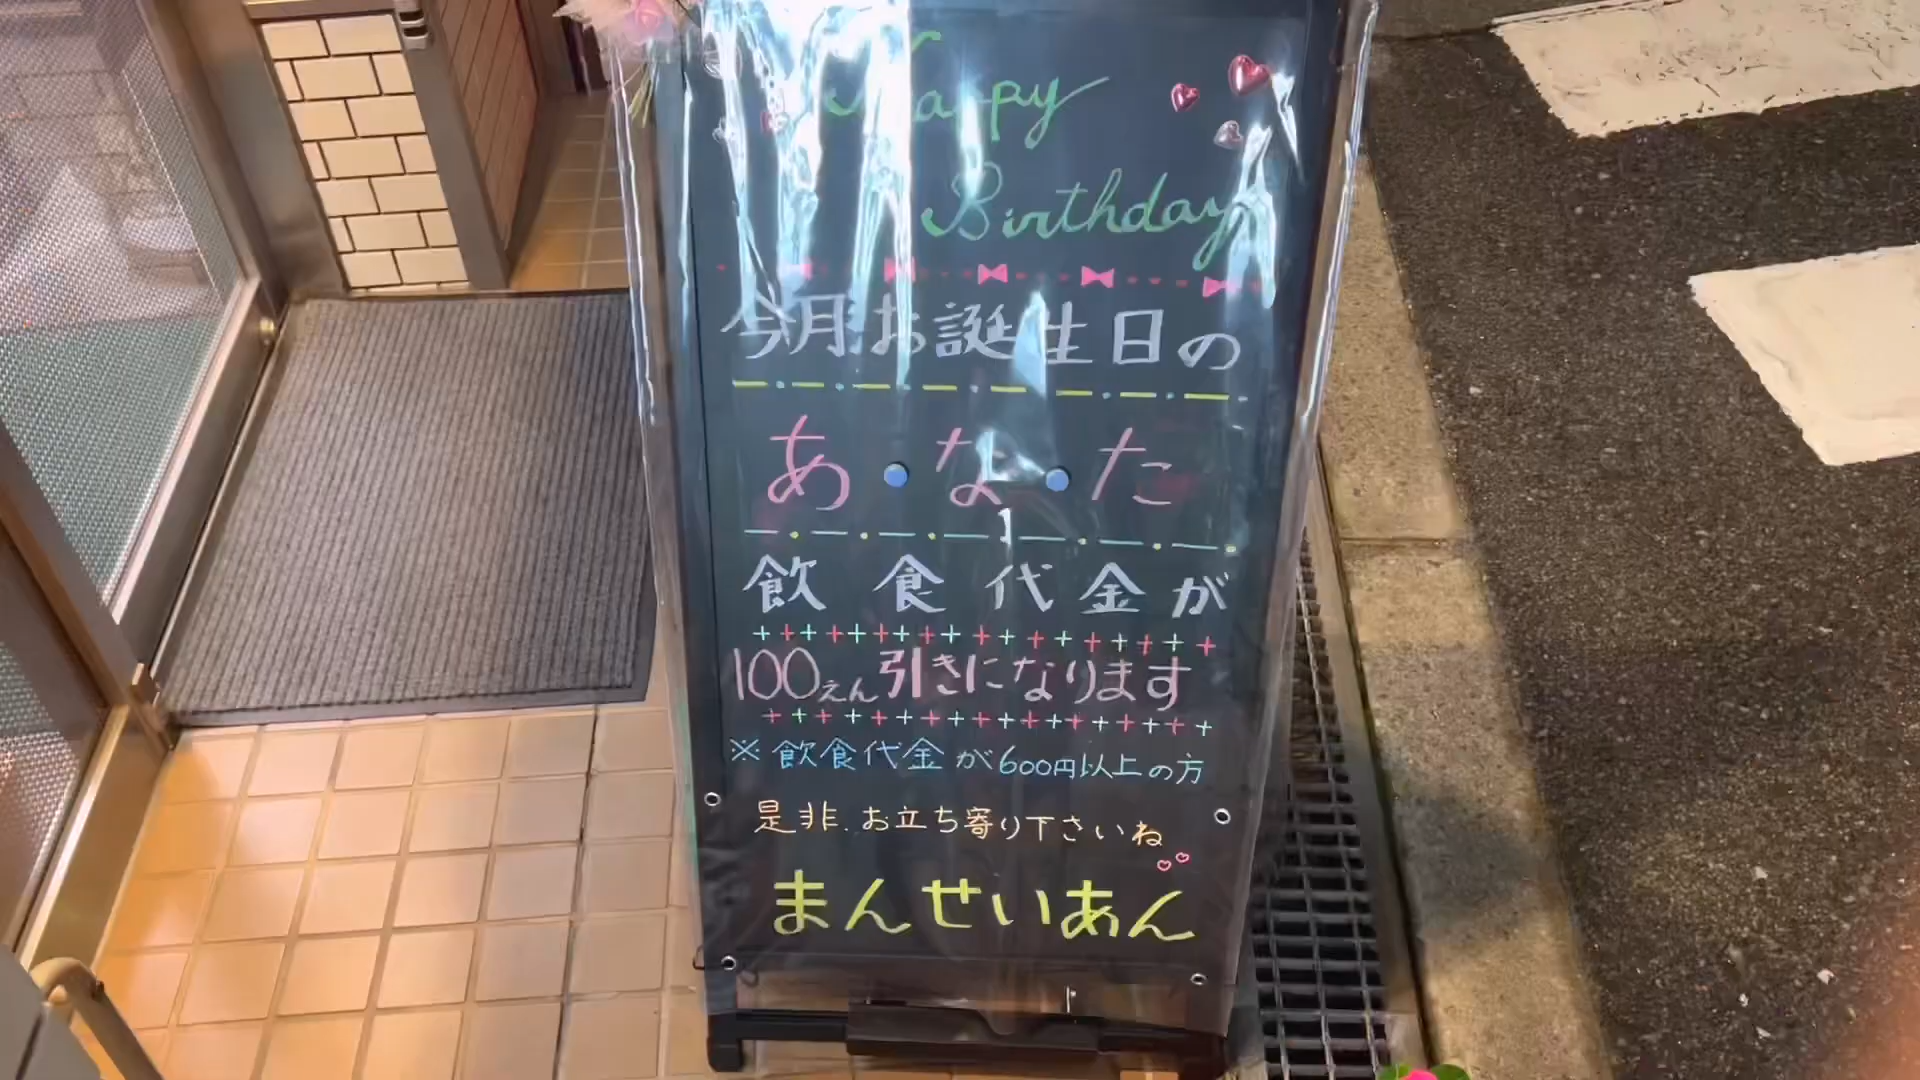 Happy
Birthday
今月お誕生日の
あ・な・た
飲食代金が
100えん引きになります
※飲食代金が600円以上の方
是非、お立ち寄り下さいね
まんせいあん